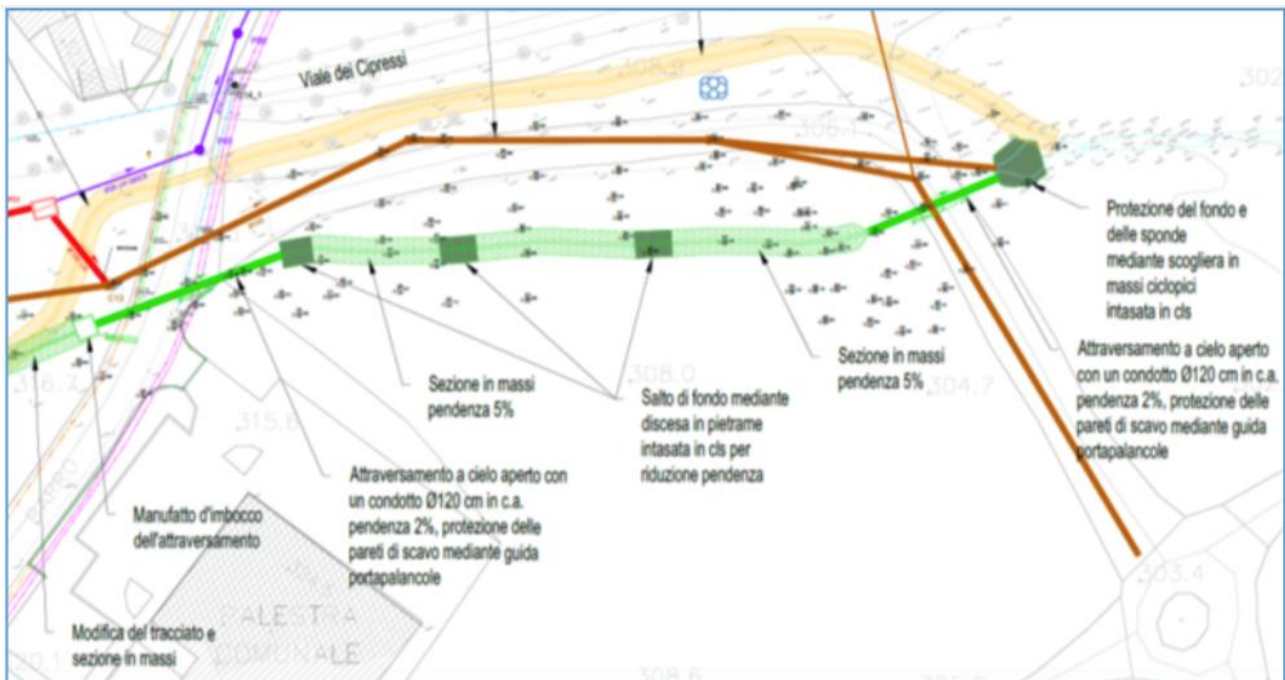 Viale dei Cipressi
308.9
302
306.1
316.7
315.6
308.0
304.7
Protezione del fondo e
delle sponde
mediante scogliera in
massi ciclopici
intasata in cls
Attraversamento a cielo aperto
con un condotto Ø120 cm in c.a.
pendenza 2%, protezione delle
pareti di scavo mediante guida
portapalancole
Sezione in massi
pendenza 5%
Sezione in massi
pendenza 5%
Salto di fondo mediante
discesa in pietrame
intasata in cls per
riduzione pendenza
Attraversamento a cielo aperto con
un condotto Ø120 cm in c.a.
pendenza 2%, protezione delle
pareti di scavo mediante guida
portapalancole
Manufatto d'imbocco
dell'attraversamento
Modifica del tracciato e
sezione in massi
PALESTRA
COMUNALE
303.4
308.6
20.1
C13